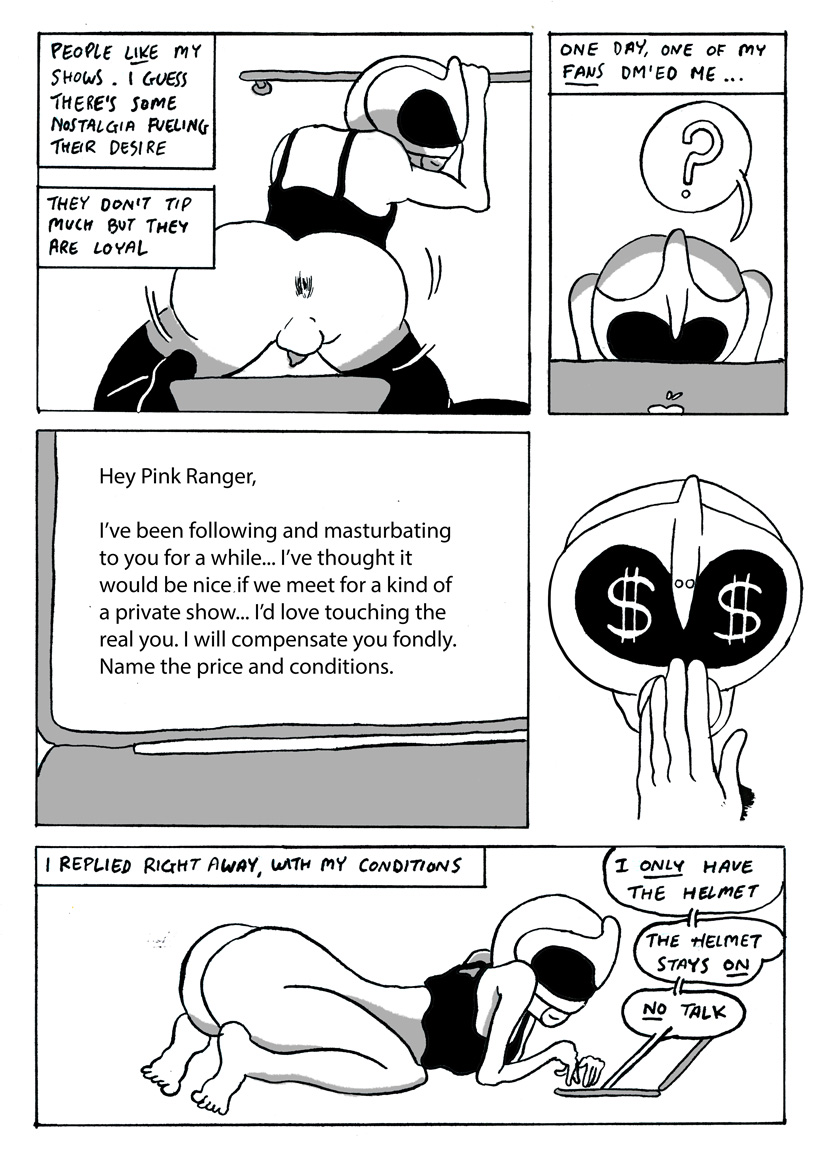 PEOPLE LIKE MY
SHOWS. I GUESS
THERE'S SOME
NOSTALGIA FUELING
THEIR DESIRE
THEY DON'T TIP
MUCH BUT THEY
ARE LOYAL
ONE DAY, ONE OF MY
FANS DM'ED ME...
?
Hey Pink Ranger,
I've been following and masturbating
to you for a while... I've thought it
would be nice if we meet for a kind of
a private show... I'd love touching the
real you. I will compensate you fondly.
Name the price and conditions.
$ $
I REPLIED RIGHT AWAY, WITH MY CONDITIONS
I ONLY HAVE
THE HELMET
THE HELMET
STAYS ON
NO TALK